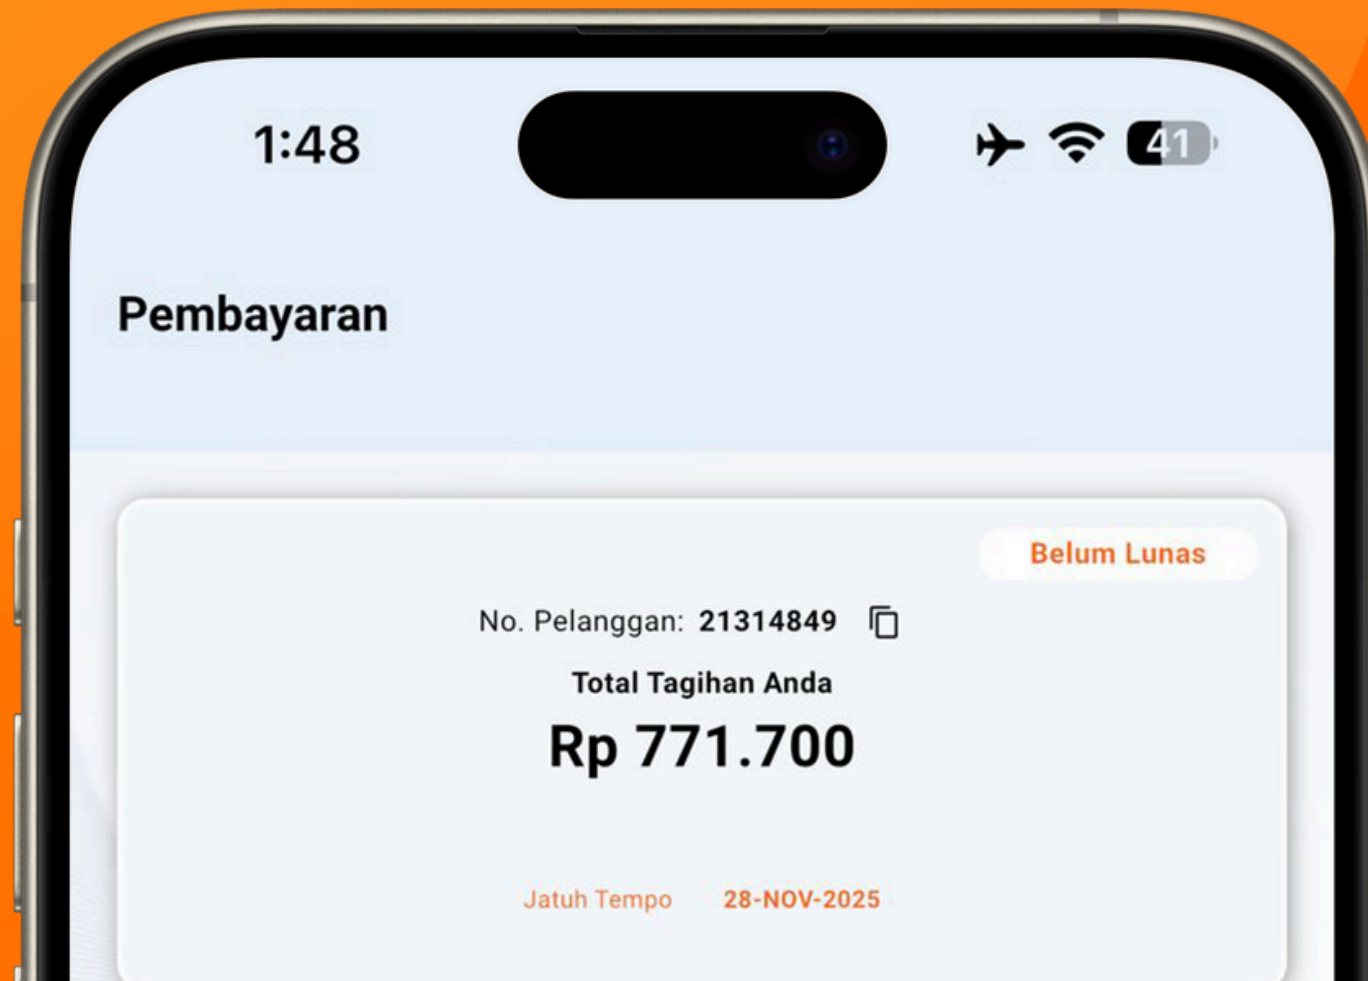 1:48
41
Pembayaran
Belum Lunas
No. Pelanggan: 21314849
Total Tagihan Anda
Rp 771.700
Jatuh Tempo 28-NOV-2025